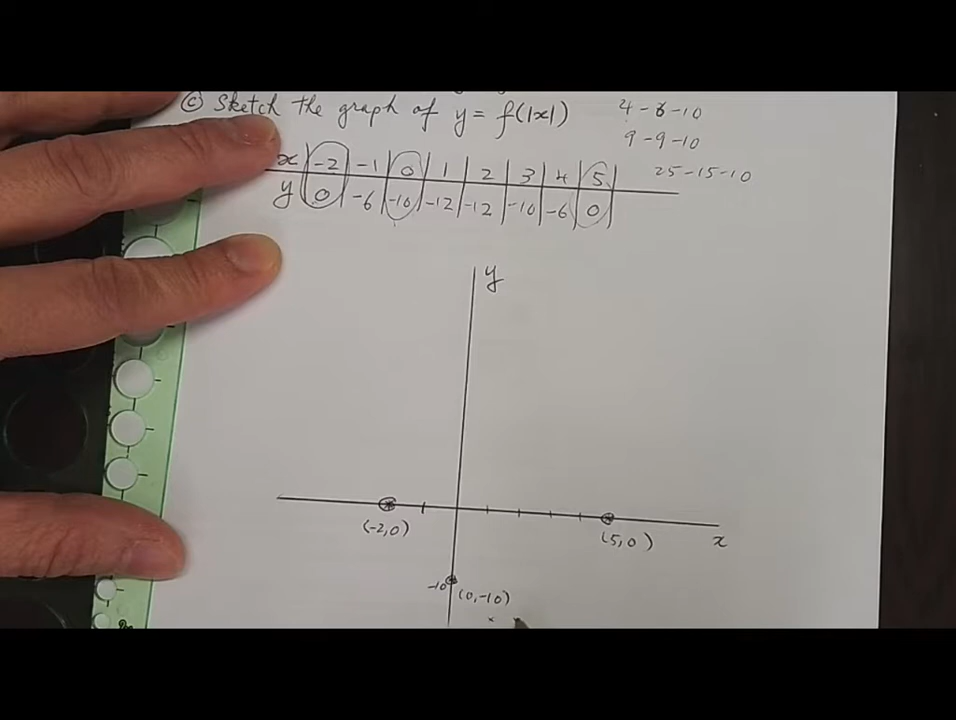 ⓒ Sketch the graph of y = f(|x|)
4 - 6 - 10
9 - 9 - 10
25 - 15 - 10
x | -2 | -1 | 0 | 1 | 2 | 3 | 4 | 5 |
y | 0 | -6 | -10 | -12 | -12 | -10 | -6 | 0 |
y
(-2,0)
(5,0)
x
-10
(0,-10)